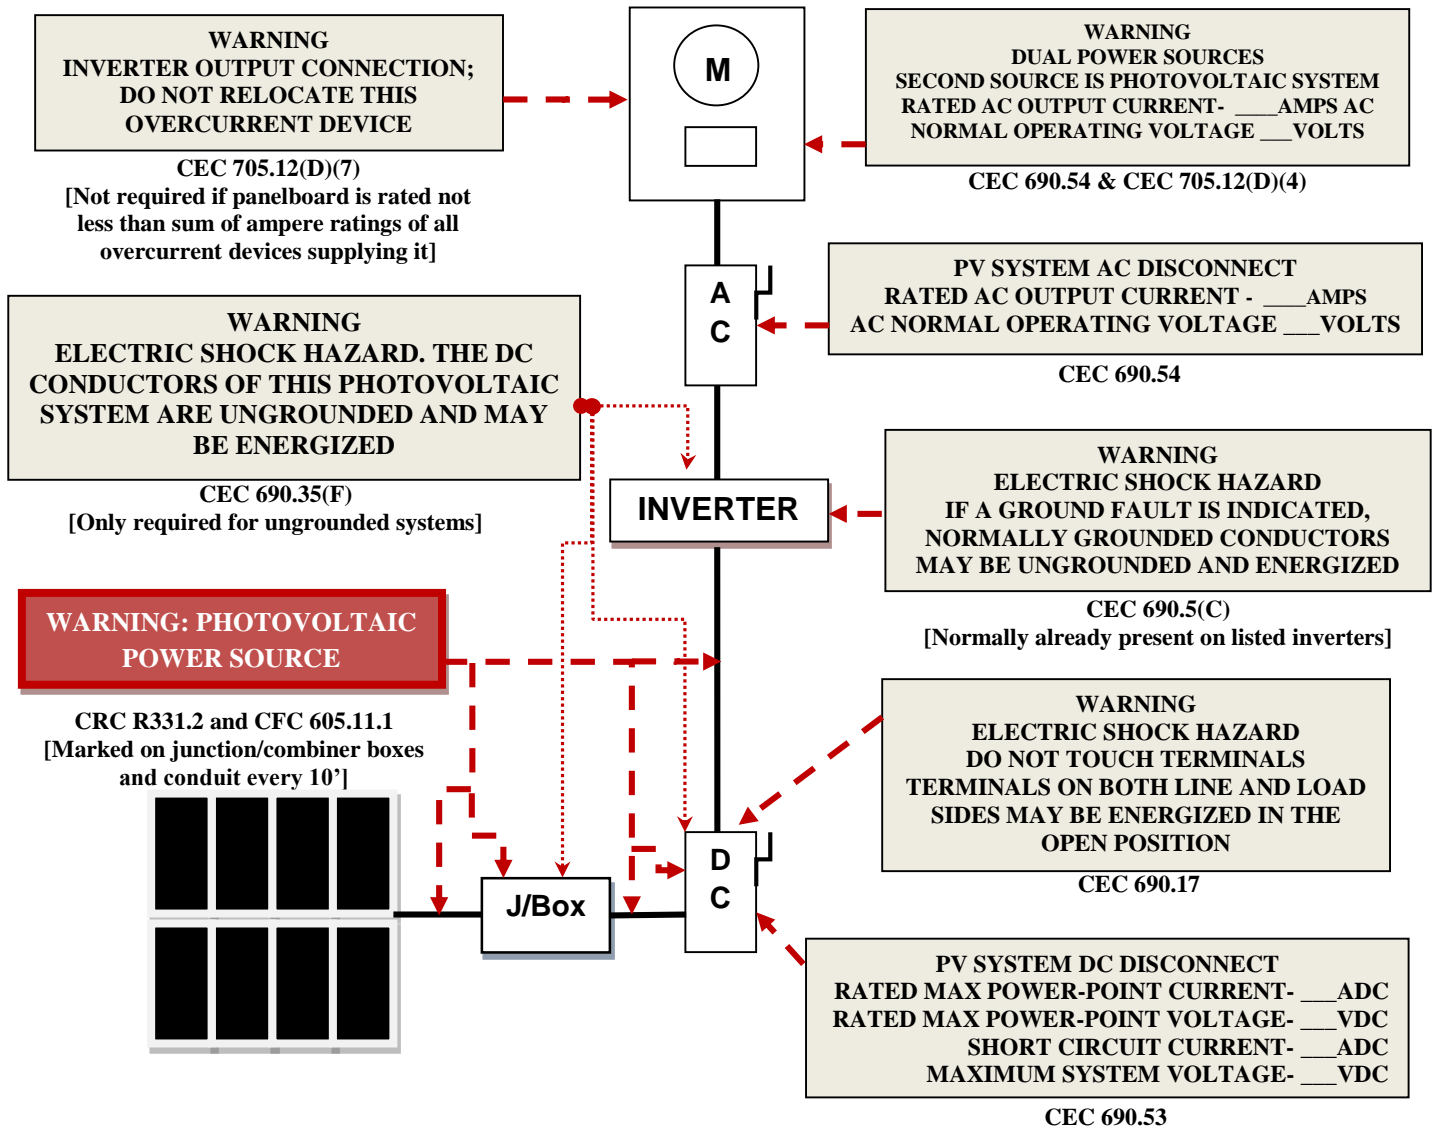 WARNING
INVERTER OUTPUT CONNECTION;
DO NOT RELOCATE THIS
OVERCURRENT DEVICE
CEC 705.12(D)(7)
[Not required if panelboard is rated not
less than sum of ampere ratings of all
overcurrent devices supplying it]
M
WARNING
DUAL POWER SOURCES
SECOND SOURCE IS PHOTOVOLTAIC SYSTEM
RATED AC OUTPUT CURRENT- ____AMPS AC
NORMAL OPERATING VOLTAGE ___VOLTS
CEC 690.54 & CEC 705.12(D)(4)
A
C
PV SYSTEM AC DISCONNECT
RATED AC OUTPUT CURRENT - ____AMPS
AC NORMAL OPERATING VOLTAGE ___VOLTS
CEC 690.54
WARNING
ELECTRIC SHOCK HAZARD. THE DC
CONDUCTORS OF THIS PHOTOVOLTAIC
SYSTEM ARE UNGROUNDED AND MAY
BE ENERGIZED
CEC 690.35(F)
[Only required for ungrounded systems]
INVERTER
WARNING
ELECTRIC SHOCK HAZARD
IF A GROUND FAULT IS INDICATED,
NORMALLY GROUNDED CONDUCTORS
MAY BE UNGROUNDED AND ENERGIZED
CEC 690.5(C)
[Normally already present on listed inverters]
WARNING: PHOTOVOLTAIC
POWER SOURCE
CRC R331.2 and CFC 605.11.1
[Marked on junction/combiner boxes
and conduit every 10’]
WARNING
ELECTRIC SHOCK HAZARD
DO NOT TOUCH TERMINALS
TERMINALS ON BOTH LINE AND LOAD
SIDES MAY BE ENERGIZED IN THE
OPEN POSITION
CEC 690.17
J/Box
D
C
PV SYSTEM DC DISCONNECT
RATED MAX POWER-POINT CURRENT- ___ADC
RATED MAX POWER-POINT VOLTAGE- ___VDC
SHORT CIRCUIT CURRENT- ___ADC
MAXIMUM SYSTEM VOLTAGE- ___VDC
CEC 690.53